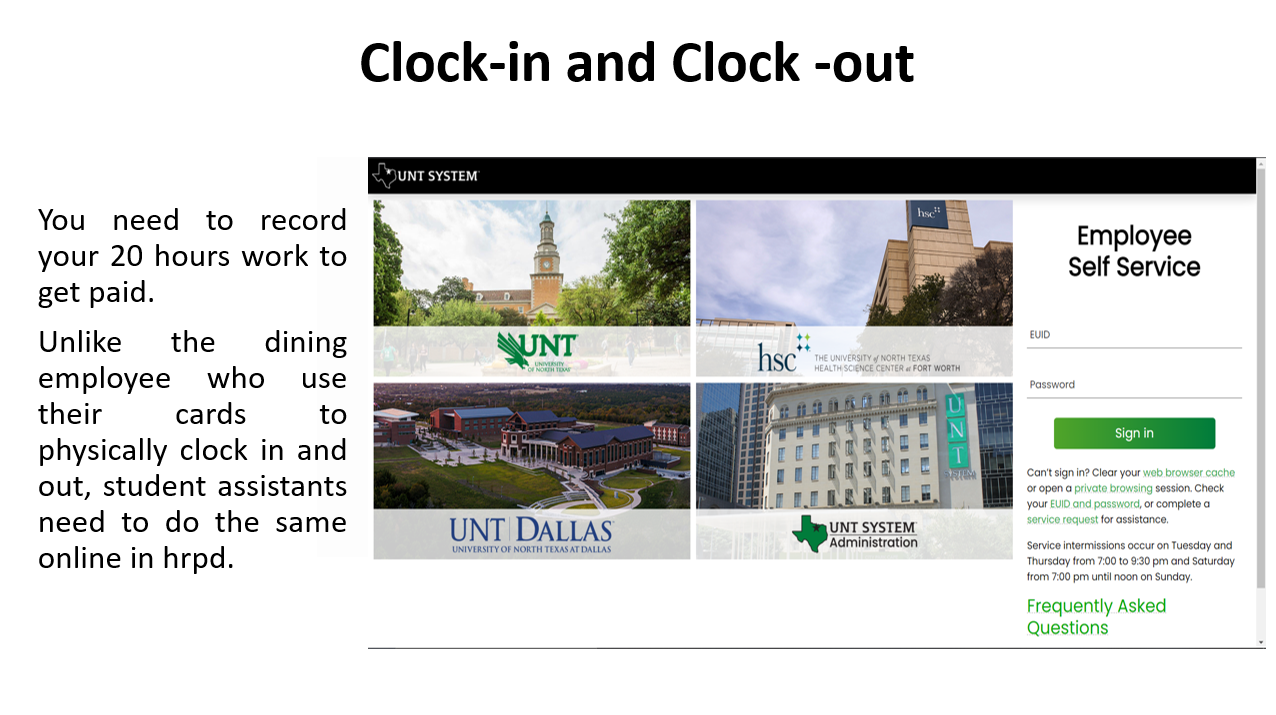 Clock-in and Clock -out
You need to record
your 20 hours work to
get paid.
Unlike the dining
employee who use
their cards to
physically clock in and
out, student assistants
need to do the same
online in hrpd.
UNT SYSTEM
UNT
UNIVERSITY
OF NORTH TEXAS
hsc
hsc
THE UNIVERSITY of NORTH TEXAS
HEALTH SCIENCE CENTER at FORT WORTH
UNT DALLAS
UNIVERSITY OF NORTH TEXAS AT DALLAS
UNT
SYSTEM
UNT SYSTEM
Administration
Employee
Self Service
EUID
Password
Sign in
Can't sign in? Clear your web browser cache
or open a private browsing session. Check
your EUID and password, or complete a
service request for assistance.
Service intermissions occur on Tuesday and
Thursday from 7:00 to 9:30 pm and Saturday
from 7:00 pm until noon on Sunday.
Frequently Asked
Questions